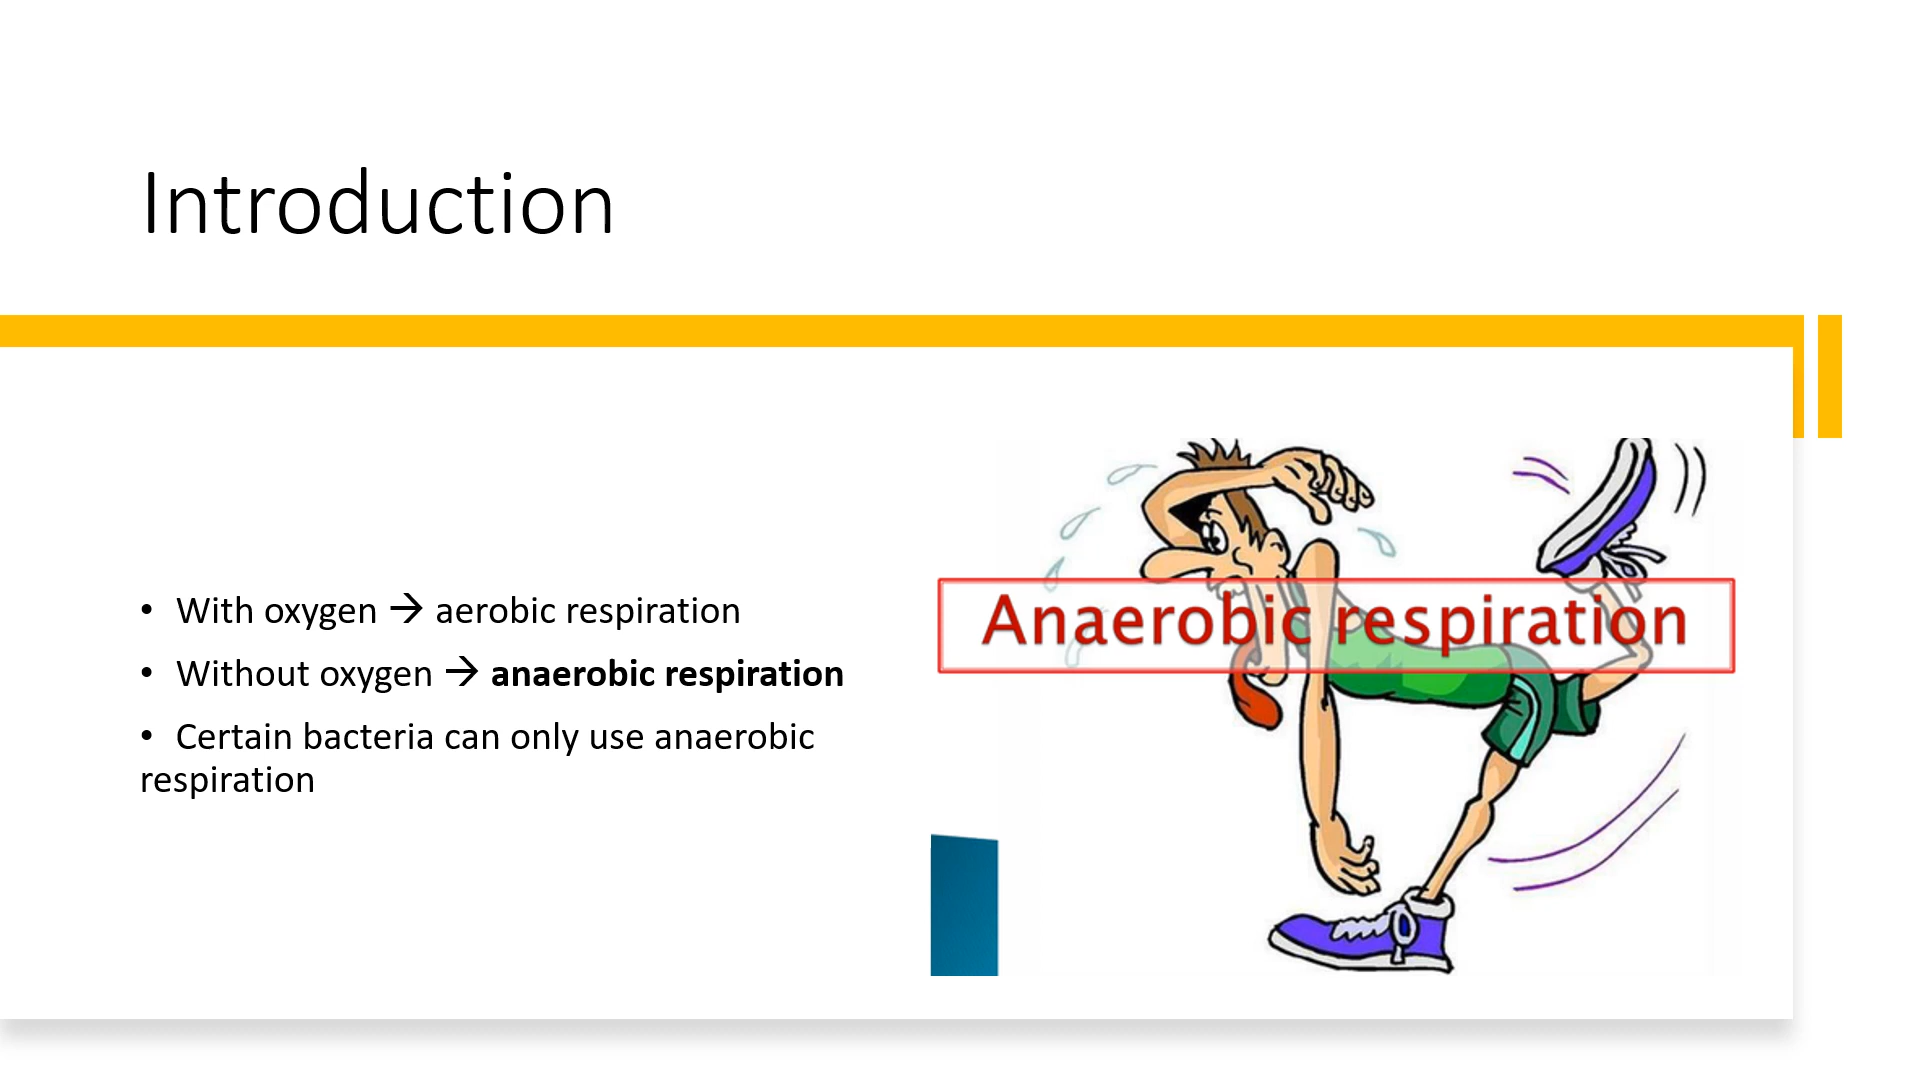 Introduction
• With oxygen → aerobic respiration
• Without oxygen → anaerobic respiration
• Certain bacteria can only use anaerobic
respiration
Anaerobic respiration